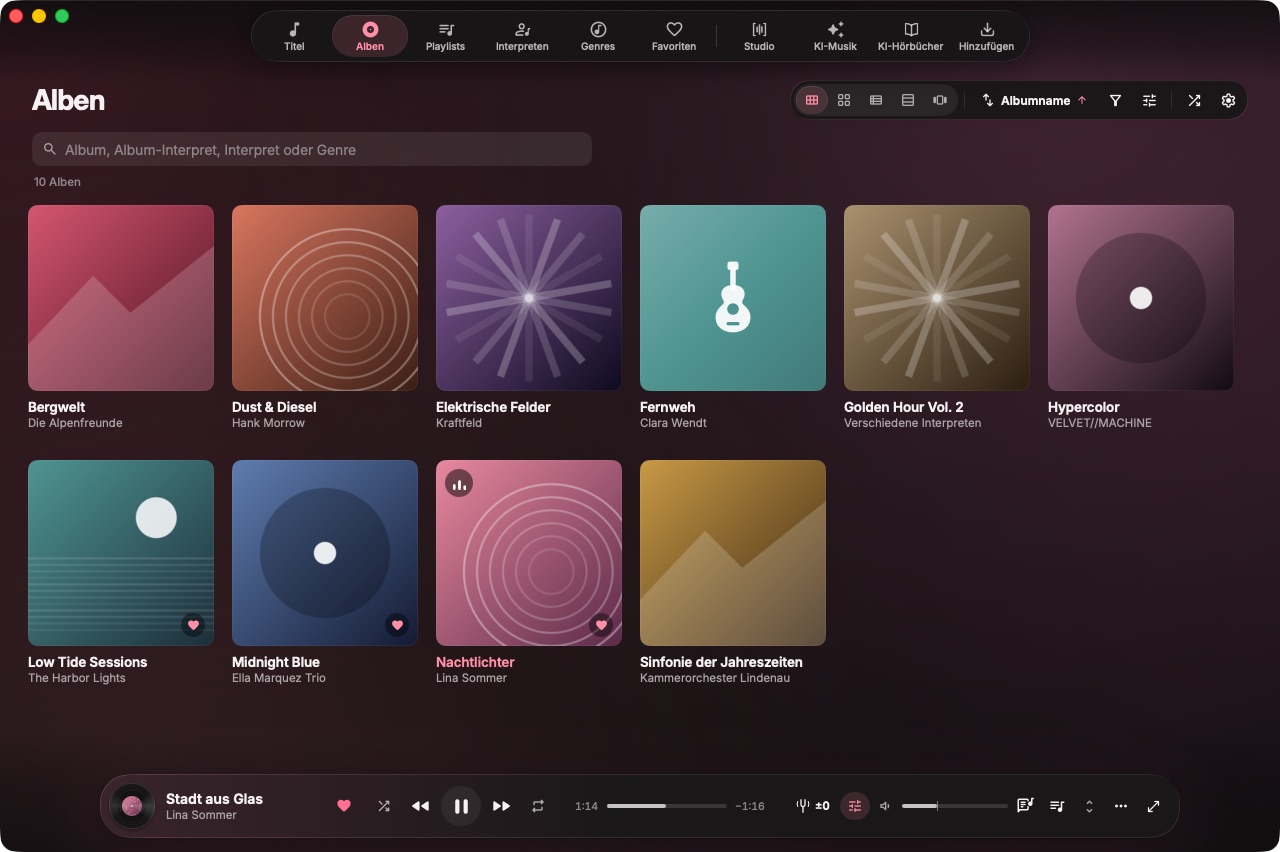 Titel
Alben
Playlists
Interpreten
Genres
Favoriten
Studio
KI-Musik
KI-Hörbücher
Hinzufügen
Alben
Albumname
Album, Album-Interpret, Interpret oder Genre
10 Alben
Bergwelt
Die Alpenfreunde
Dust & Diesel
Hank Morrow
Elektrische Felder
Kraftfeld
Fernweh
Clara Wendt
Golden Hour Vol. 2
Verschiedene Interpreten
Hypercolor
VELVET//MACHINE
Low Tide Sessions
The Harbor Lights
Midnight Blue
Ella Marquez Trio
Nachtlichter
Lina Sommer
Sinfonie der Jahreszeiten
Kammerorchester Lindenau
Stadt aus Glas
Lina Sommer
1:14
−1:16
±0